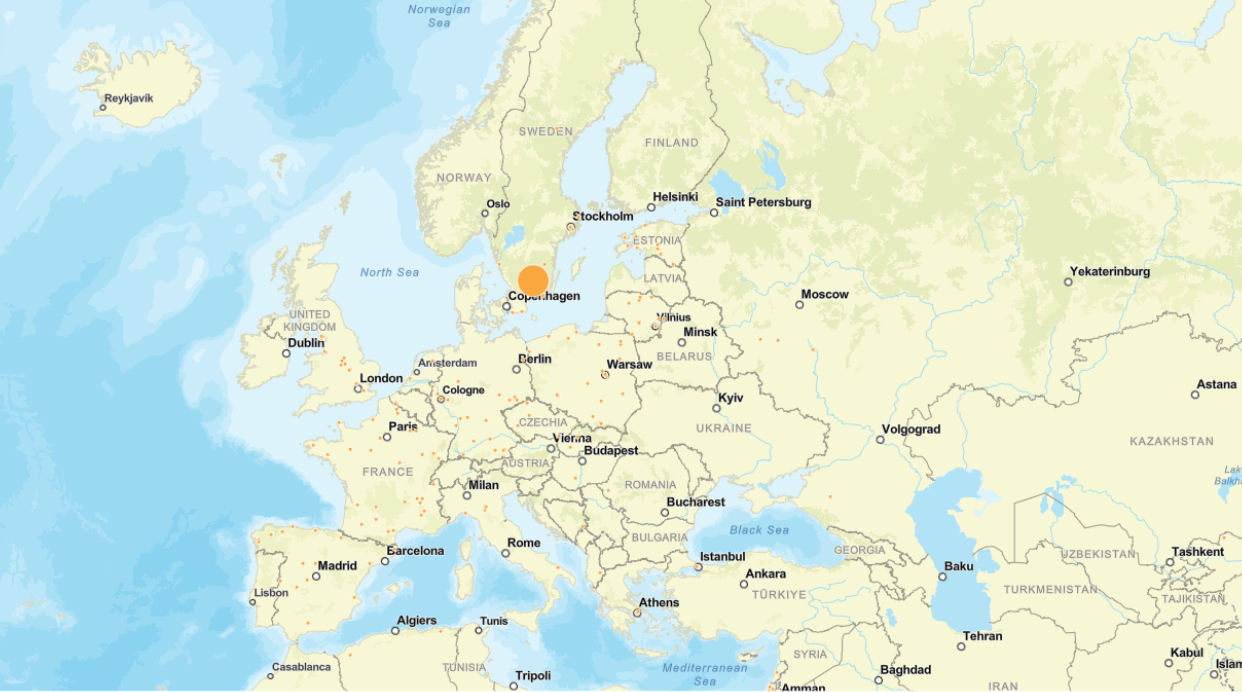 Norwegian
Sea
Reykjavík
SWEDEN
FINLAND
NORWAY
Helsinki
Oslo
Saint Petersburg
Stockholm
ESTONIA
North Sea
LATVIA
Yekaterinburg
Copenhagen
Moscow
UNITED
KINGDOM
Vilnius
Minsk
Dublin
BELARUS
Amsterdam
Berlin
Warsaw
London
Cologne
Astana
Kyiv
Paris
CZECHIA
UKRAINE
Volgograd
Vienna
KAZAKHSTAN
Budapest
AUSTRIA
FRANCE
Milan
ROMANIA
Bucharest
Black Sea
BULGARIA
Rome
GEORGIA
Barcelona
Istanbul
UZBEKISTAN
Tashkent
Madrid
Ankara
Baku
Lisbon
TÜRKIYE
TURKMENISTAN
TAJIKISTAN
Athens
Algiers
Tunis
Tehran
SYRIA
Kabul
Casablanca
TUNISIA
Mediterranean
Sea
Baghdad
Tripoli
IRAN
Amman